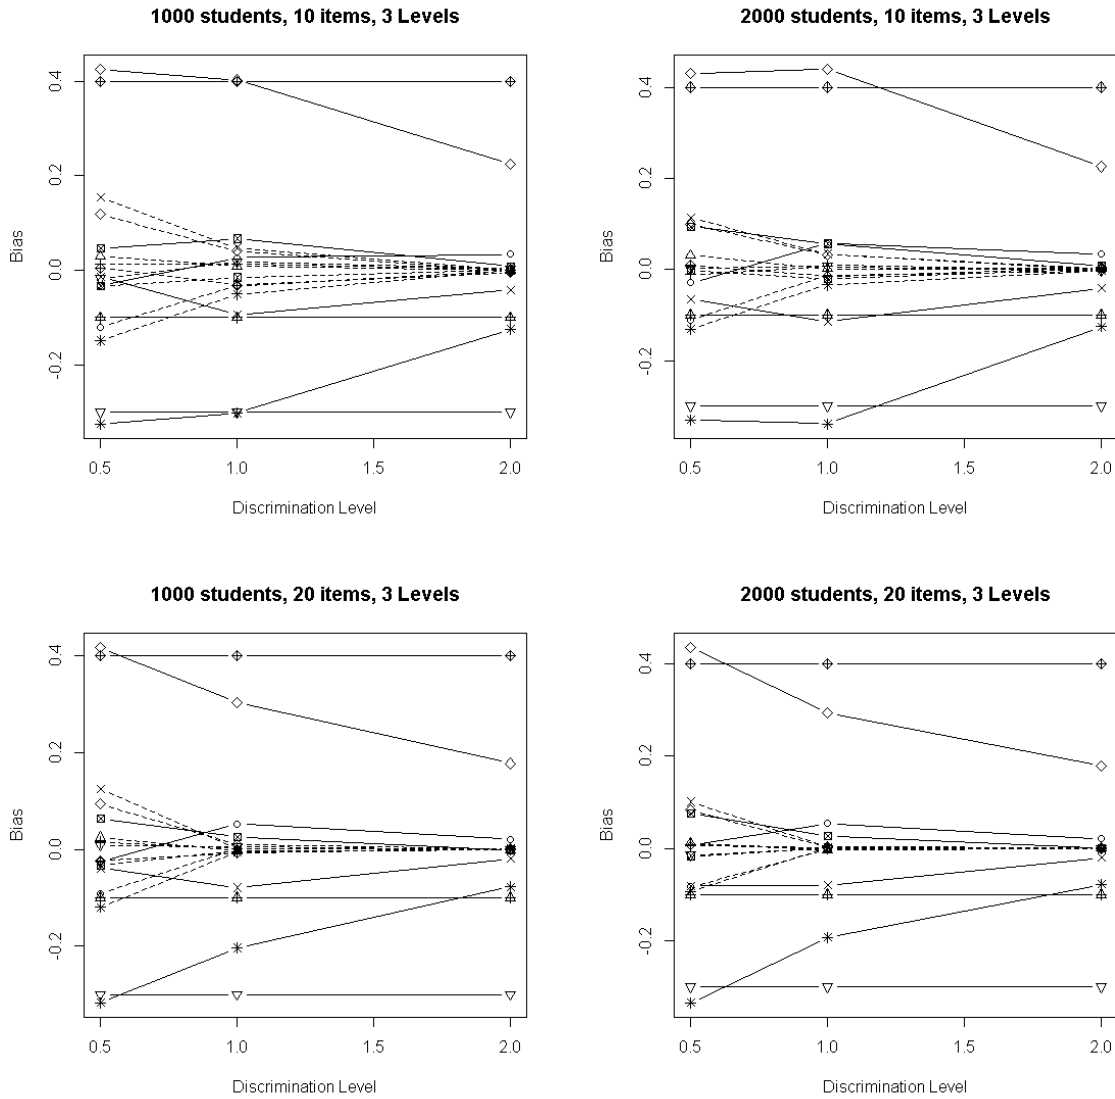 1000 students, 10 items, 3 Levels
0.4
0.2
0.0
-0.2
Bias
0.5 1.0 1.5 2.0
Discrimination Level
2000 students, 10 items, 3 Levels
0.4
0.2
0.0
-0.2
Bias
0.5 1.0 1.5 2.0
Discrimination Level
1000 students, 20 items, 3 Levels
0.4
0.2
0.0
-0.2
Bias
0.5 1.0 1.5 2.0
Discrimination Level
2000 students, 20 items, 3 Levels
0.4
0.2
0.0
-0.2
Bias
0.5 1.0 1.5 2.0
Discrimination Level